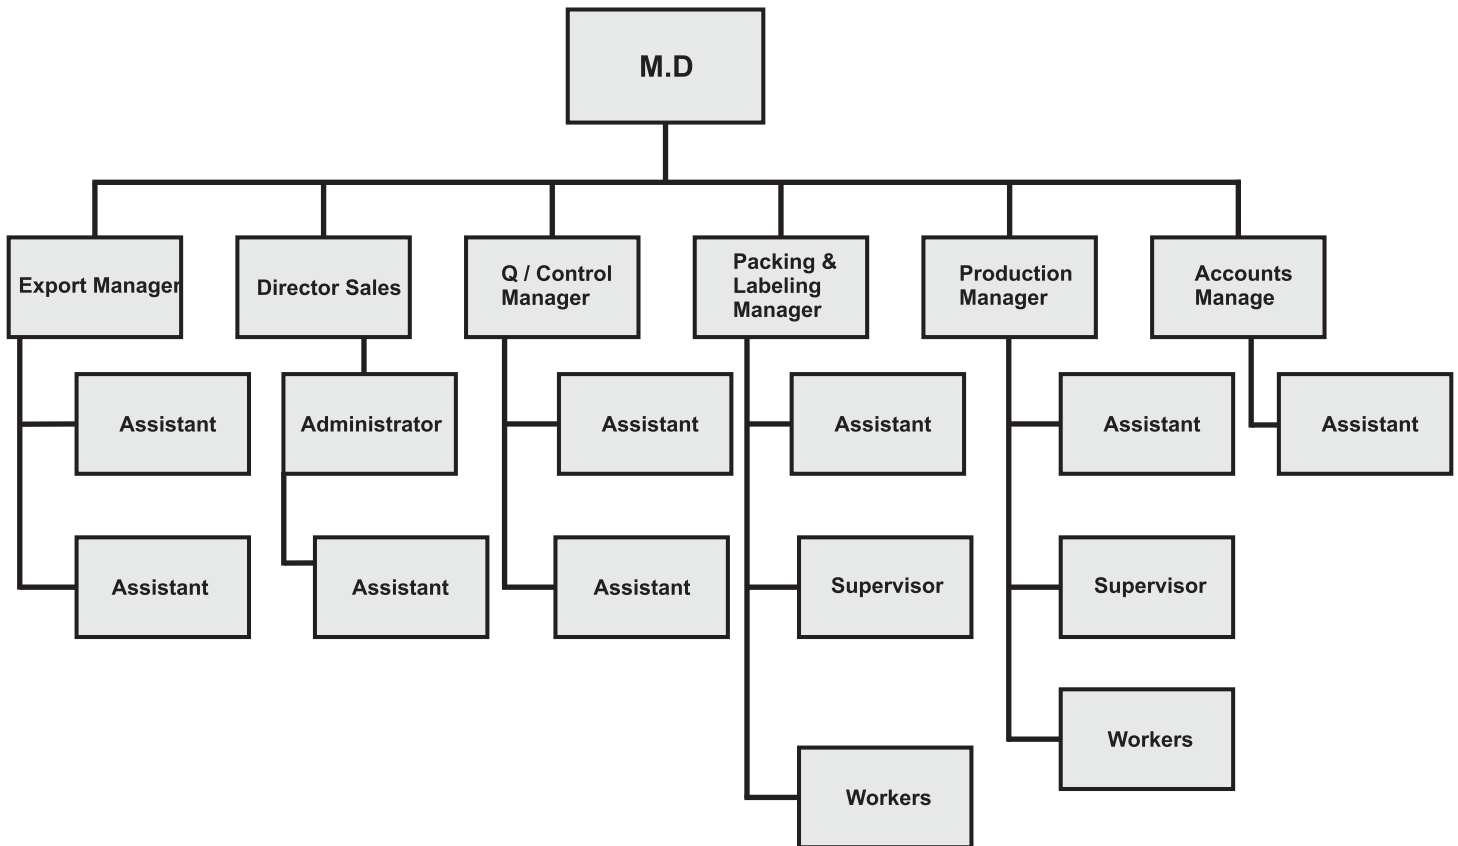 M.D
Export Manager
Director Sales
Q / Control
Manager
Packing &
Labeling
Manager
Production
Manager
Accounts
Manage
Assistant
Administrator
Assistant
Assistant
Assistant
Assistant
Assistant
Assistant
Assistant
Supervisor
Supervisor
Workers
Workers